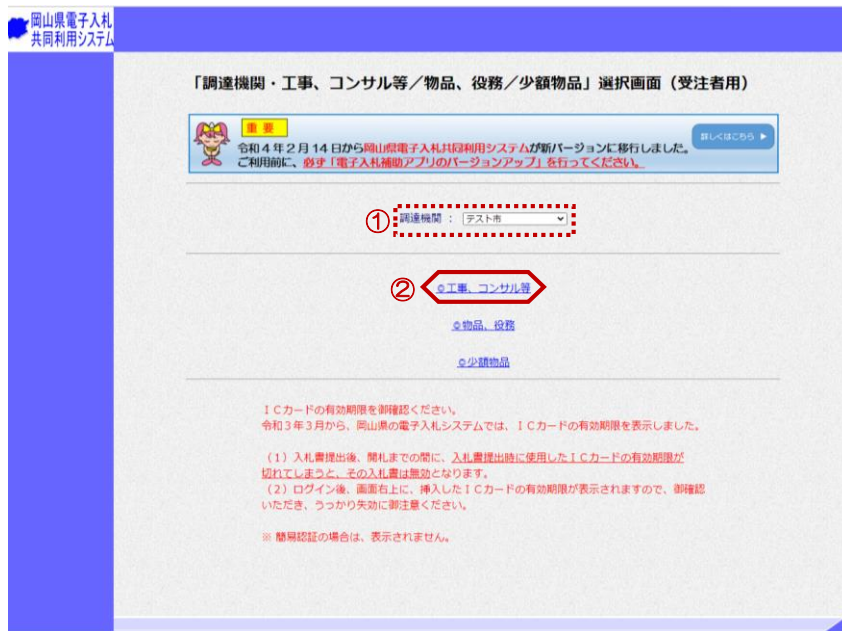 岡山県電子入札
共同利用システム
「調達機関・工事、コンサル等／物品、役務／少額物品」選択画面（受注者用）
重 要
令和４年２月14日から岡山県電子入札共同利用システムが新バージョンに移行しました。
ご利用前に、必ず「電子入札補助アプリのバージョンアップ」を行ってください。
詳しくはこちら ▶
① 調達機関 ： テスト市
② ◎工事、コンサル等
◎物品、役務
◎少額物品
ＩＣカードの有効期限を御確認ください。
令和３年３月から、岡山県の電子入札システムでは、ＩＣカードの有効期限を表示しました。
（１）入札書提出後、開札までの間に、入札書提出時に使用したＩＣカードの有効期限が
切れてしまうと、その入札書は無効となります。
（２）ログイン後、画面右上に、挿入したＩＣカードの有効期限が表示されますので、御確認
いただき、うっかり失効に御注意ください。
※ 簡易認証の場合は、表示されません。